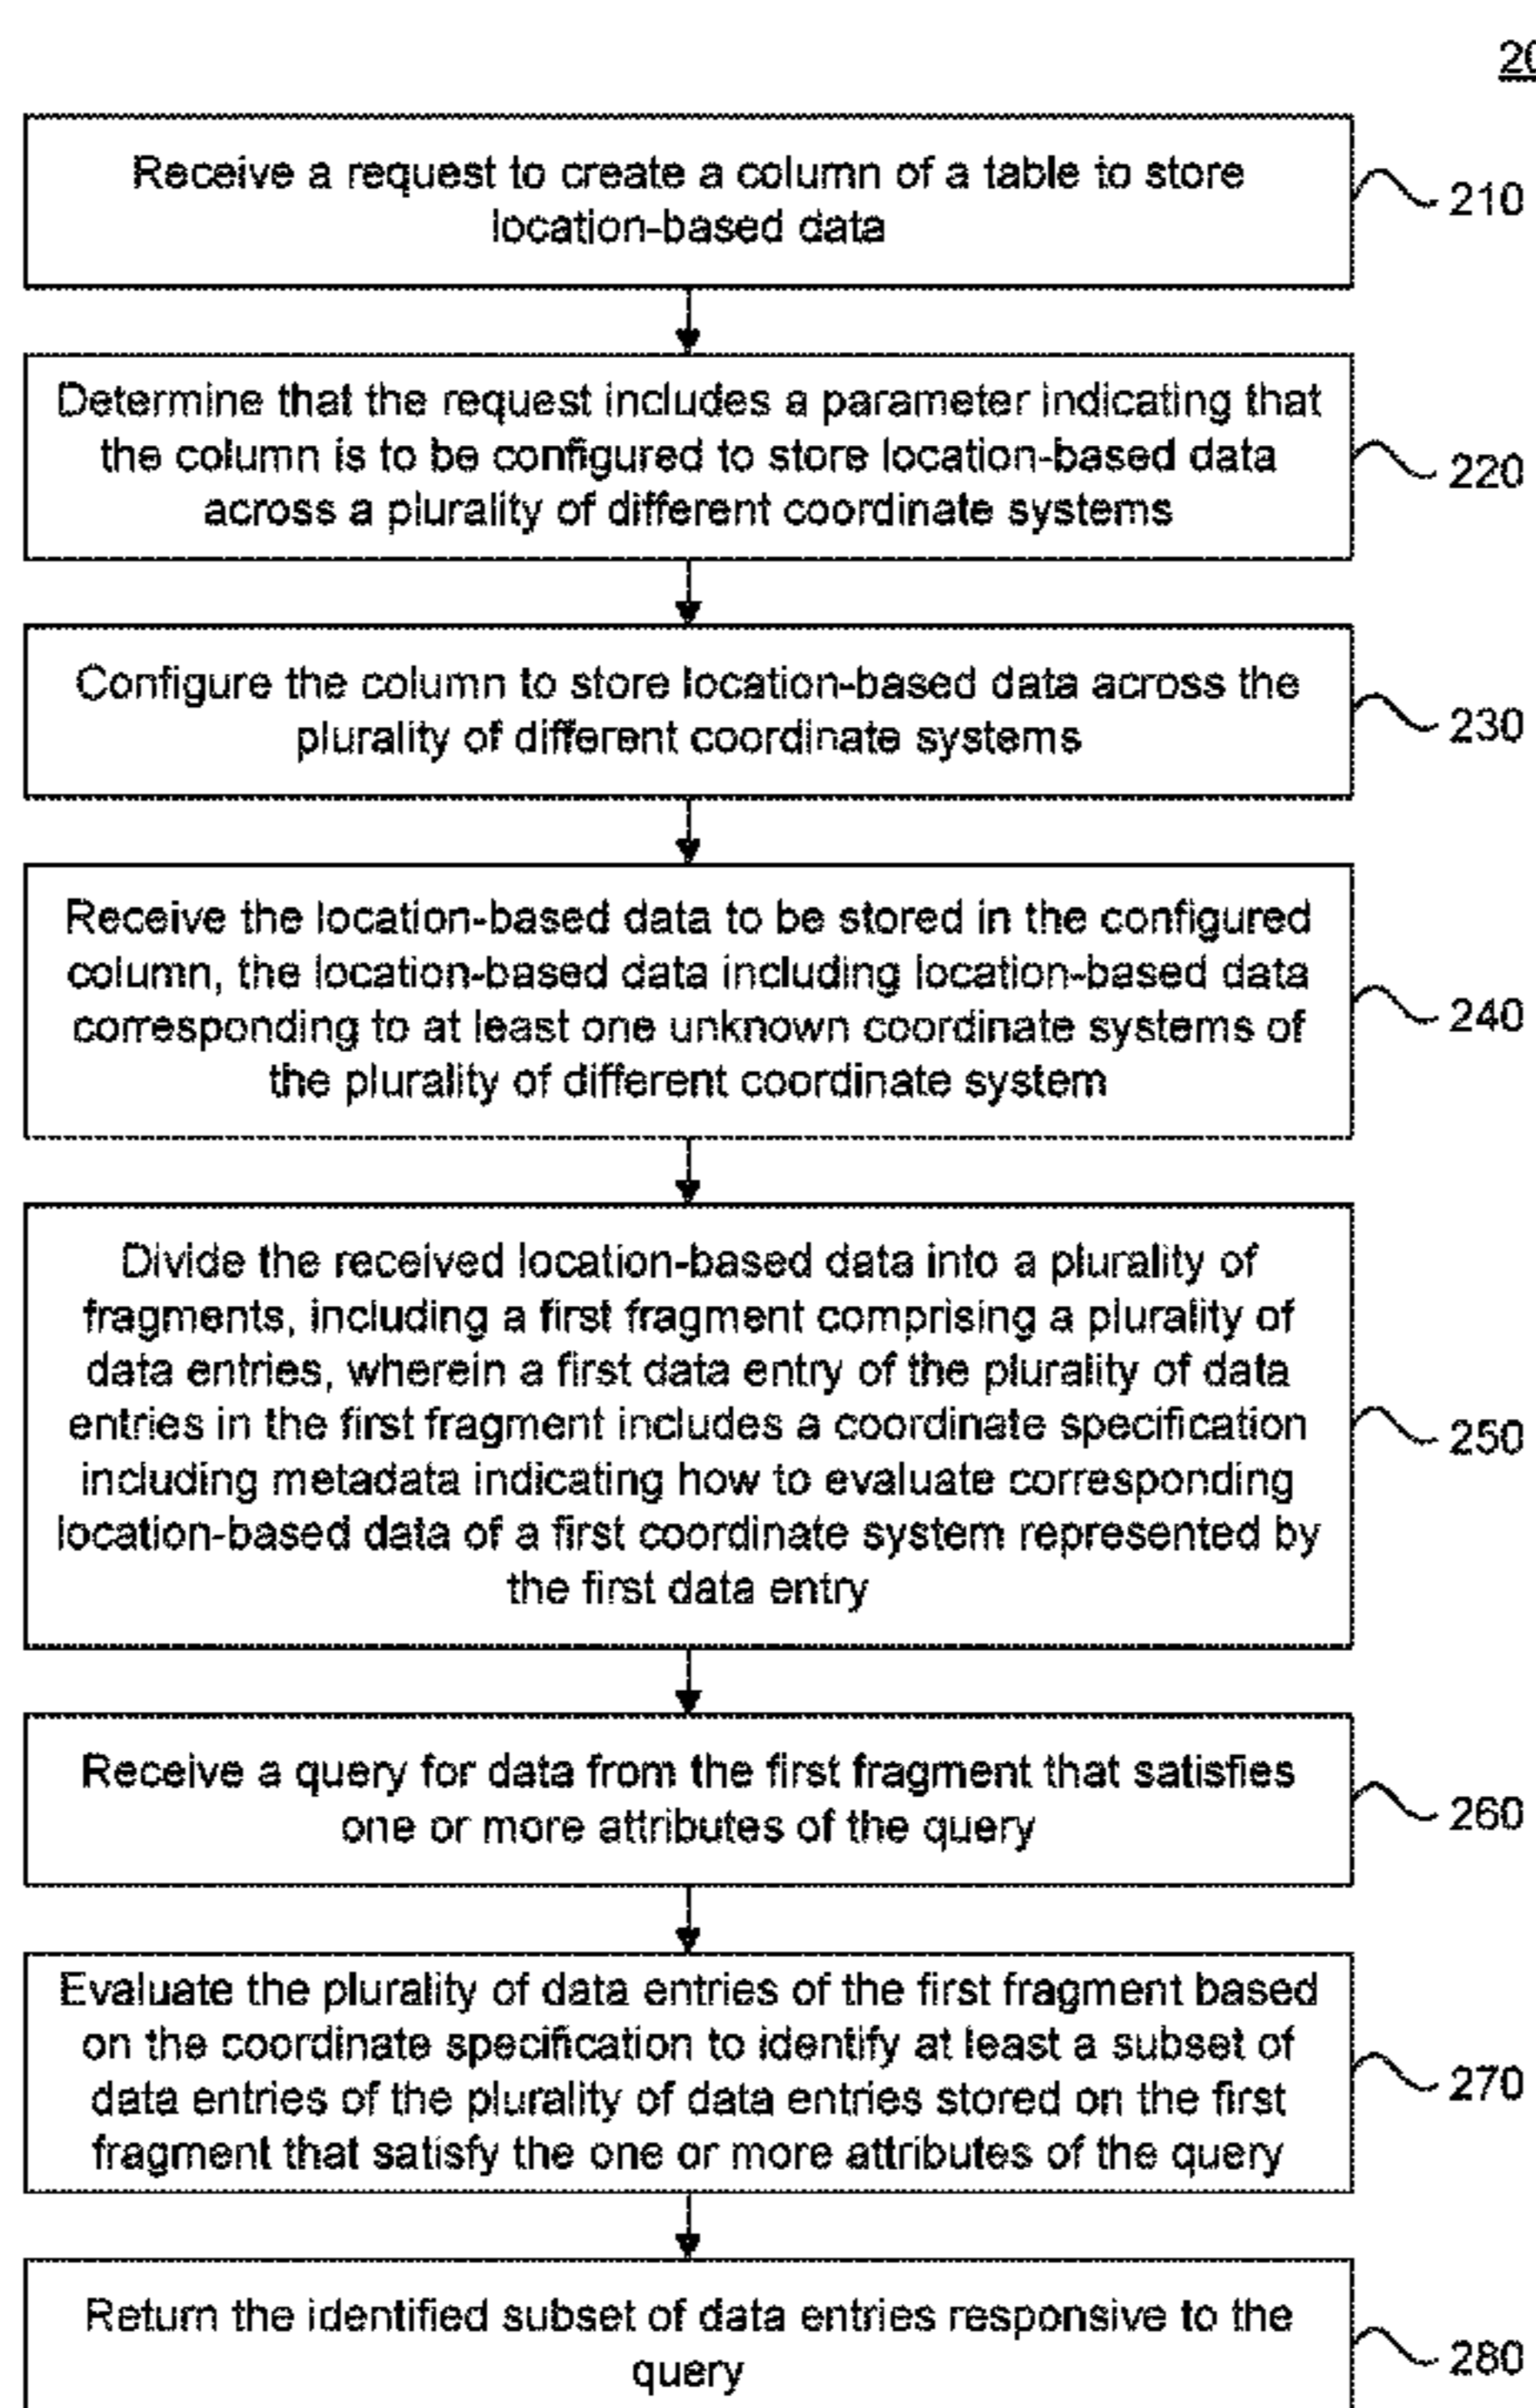 20
Receive a request to create a column of a table to store
location-based data
210
Determine that the request includes a parameter indicating that
the column is to be configured to store location-based data
across a plurality of different coordinate systems
220
Configure the column to store location-based data across the
plurality of different coordinate systems
230
Receive the location-based data to be stored in the configured
column, the location-based data including location-based data
corresponding to at least one unknown coordinate systems of
the plurality of different coordinate system
240
Divide the received location-based data into a plurality of
fragments, including a first fragment comprising a plurality of
data entries, wherein a first data entry of the plurality of data
entries in the first fragment includes a coordinate specification
including metadata indicating how to evaluate corresponding
location-based data of a first coordinate system represented by
the first data entry
250
Receive a query for data from the first fragment that satisfies
one or more attributes of the query
260
Evaluate the plurality of data entries of the first fragment based
on the coordinate specification to identify at least a subset of
data entries of the plurality of data entries stored on the first
fragment that satisfy the one or more attributes of the query
270
Return the identified subset of data entries responsive to the
query
280